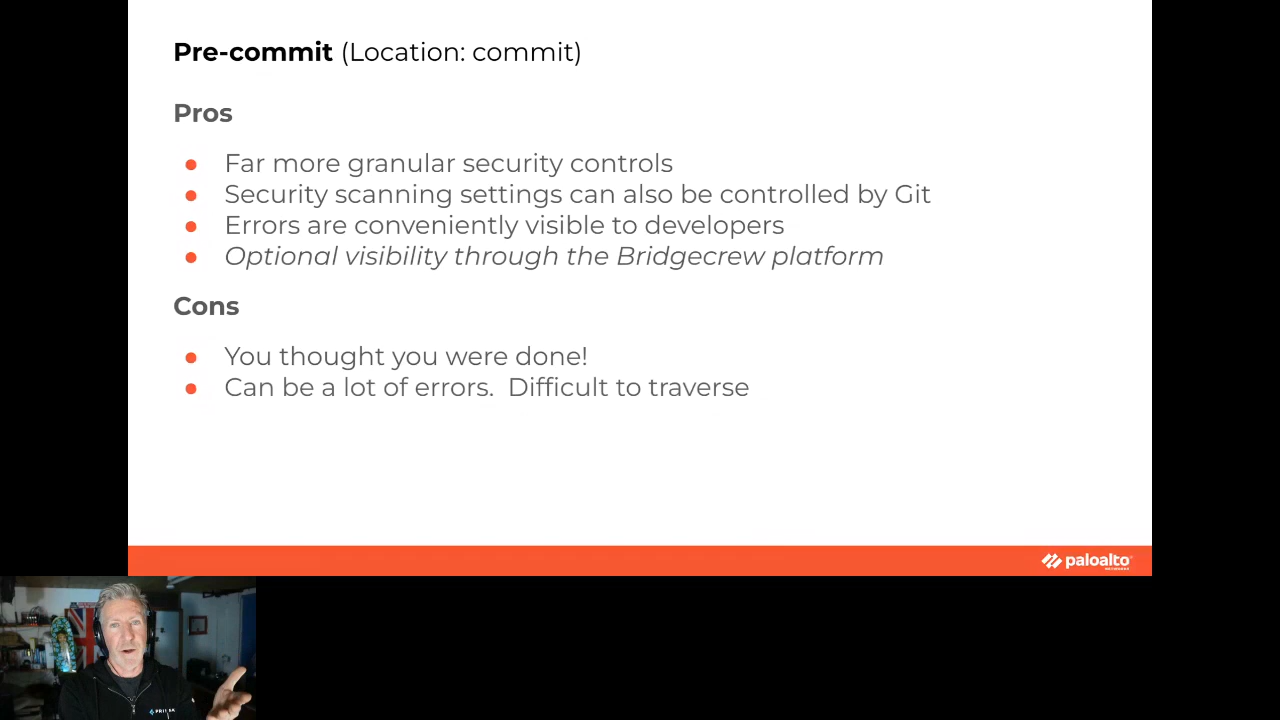 Pre-commit (Location: commit)
Pros
Far more granular security controls
Security scanning settings can also be controlled by Git
Errors are conveniently visible to developers
Optional visibility through the Bridgecrew platform
Cons
You thought you were done!
Can be a lot of errors.  Difficult to traverse
paloalto